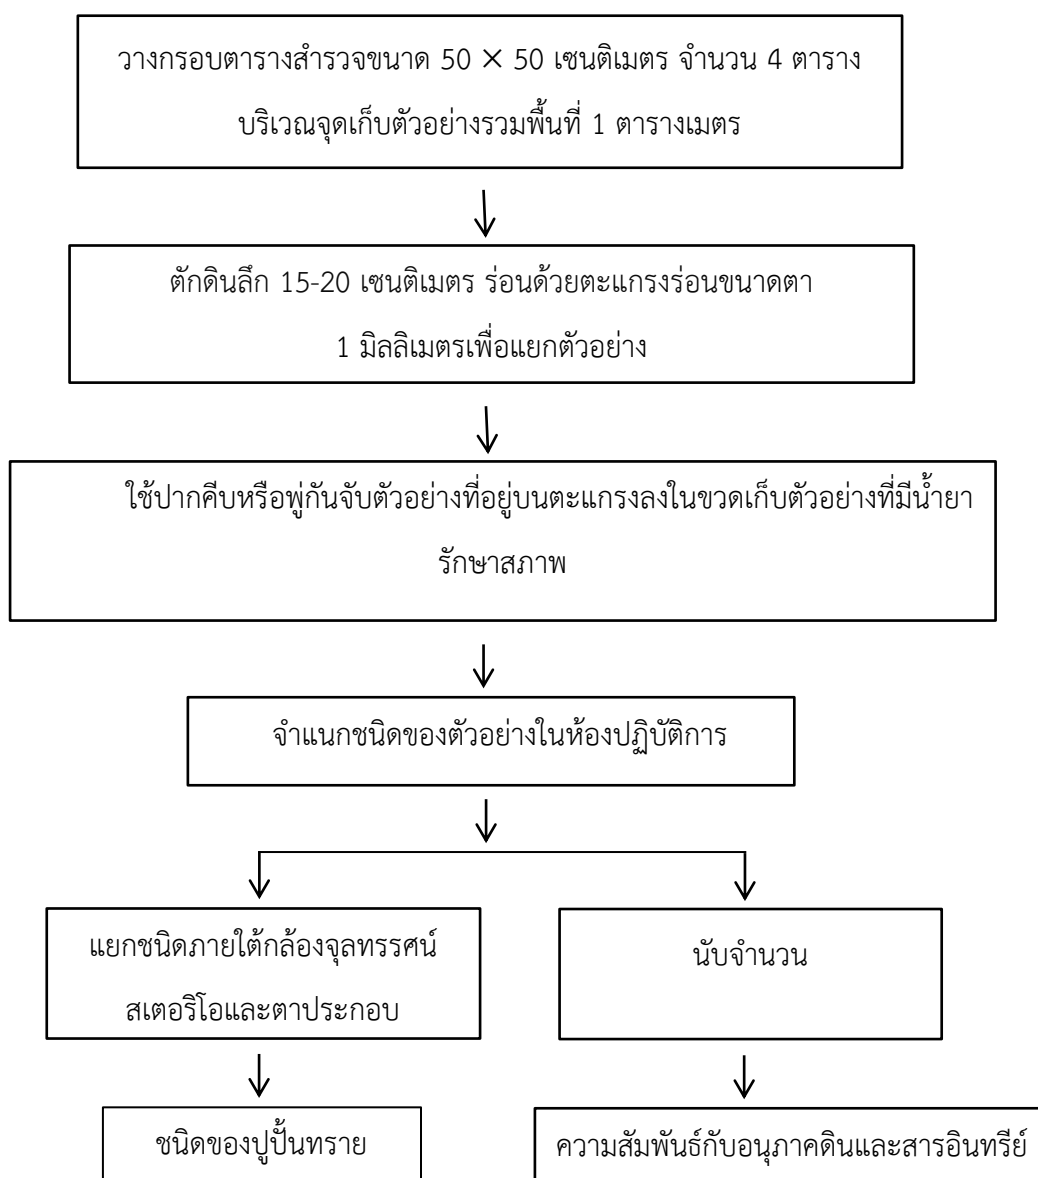 วางกรอบตารางสำรวจขนาด 50 × 50 เซนติเมตร จำนวน 4 ตาราง
บริเวณจุดเก็บตัวอย่างรวมพื้นที่ 1 ตารางเมตร
ตักดินลึก 15-20 เซนติเมตร ร่อนด้วยตะแกรงร่อนขนาดตา
1 มิลลิเมตรเพื่อแยกตัวอย่าง
ใช้ปากคีบหรือพู่กันจับตัวอย่างที่อยู่บนตะแกรงลงในขวดเก็บตัวอย่างที่มีน้ำยา
รักษาสภาพ
จำแนกชนิดของตัวอย่างในห้องปฏิบัติการ
แยกชนิดภายใต้กล้องจุลทรรศน์
สเตอริโอและตาประกอบ
นับจำนวน
ชนิดของปูปั้นทราย
ความสัมพันธ์กับอนุภาคดินและสารอินทรีย์